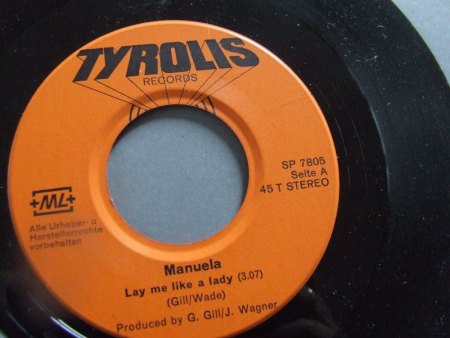 TYROLIS
RECORDS
SP 7805
Seite A
45 T STEREO
+ML+
Alle Urheber- u
Herstellerrechte
vorbehalten
Manuela
Lay me like a lady (3.07)
(Gill/Wade)
Produced by G. Gill/J. Wagner